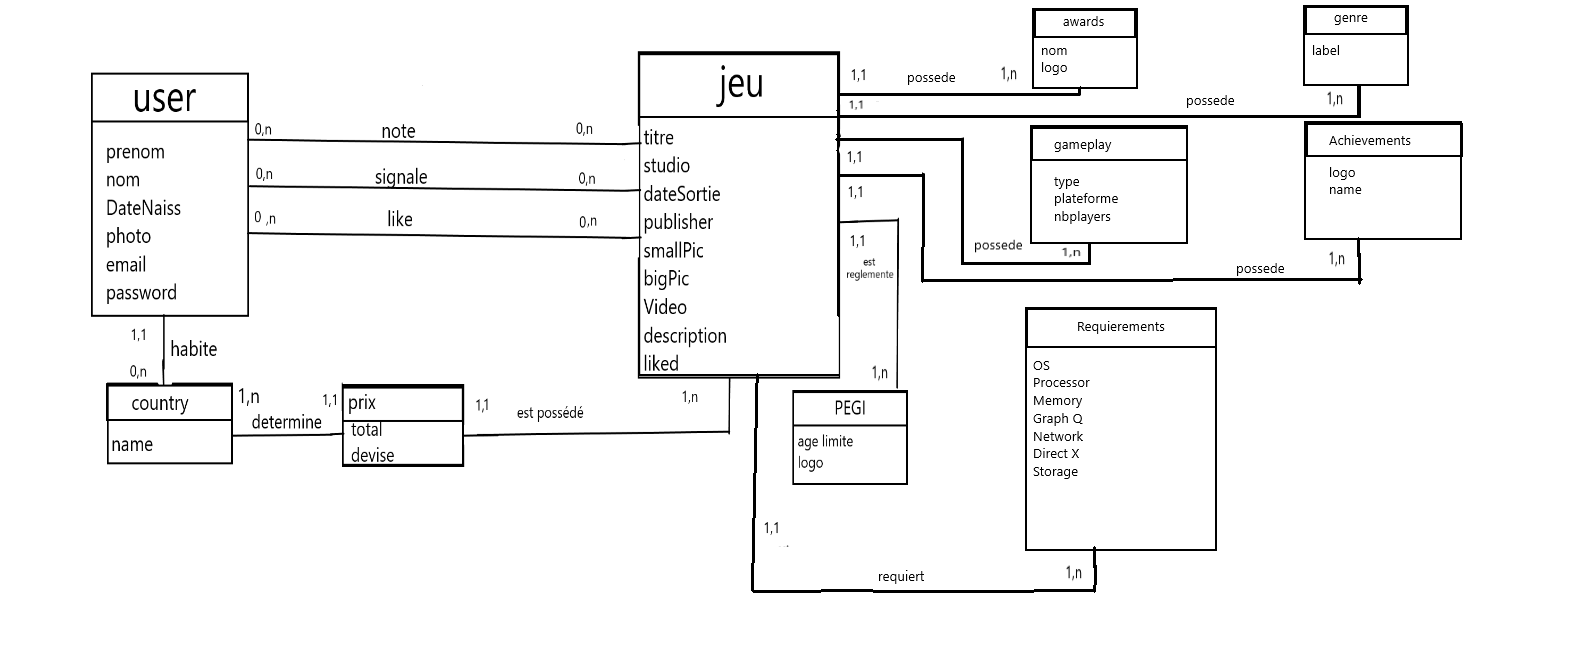 user
prenom
nom
DateNaiss
photo
email
password
0,n
note
0,n
0,n
signale
0,n
0 ,n
like
0,n
1,1
habite
0,n
country
name
1,n
determine
1,1
prix
total
devise
1,1
est possédé
1,n
jeu
titre
studio
dateSortie
publisher
smallPic
bigPic
Video
description
liked
1,1
possede
1,n
awards
nom
logo
1,1
possede
1,n
genre
label
1,1
possede
1,n
gameplay
type
plateforme
nbplayers
1,1
possede
1,n
Achievements
logo
name
1,1
est
reglemente
1,n
PEGI
age limite
logo
1,1
requiert
1,n
Requierements
OS
Processor
Memory
Graph Q
Network
Direct X
Storage